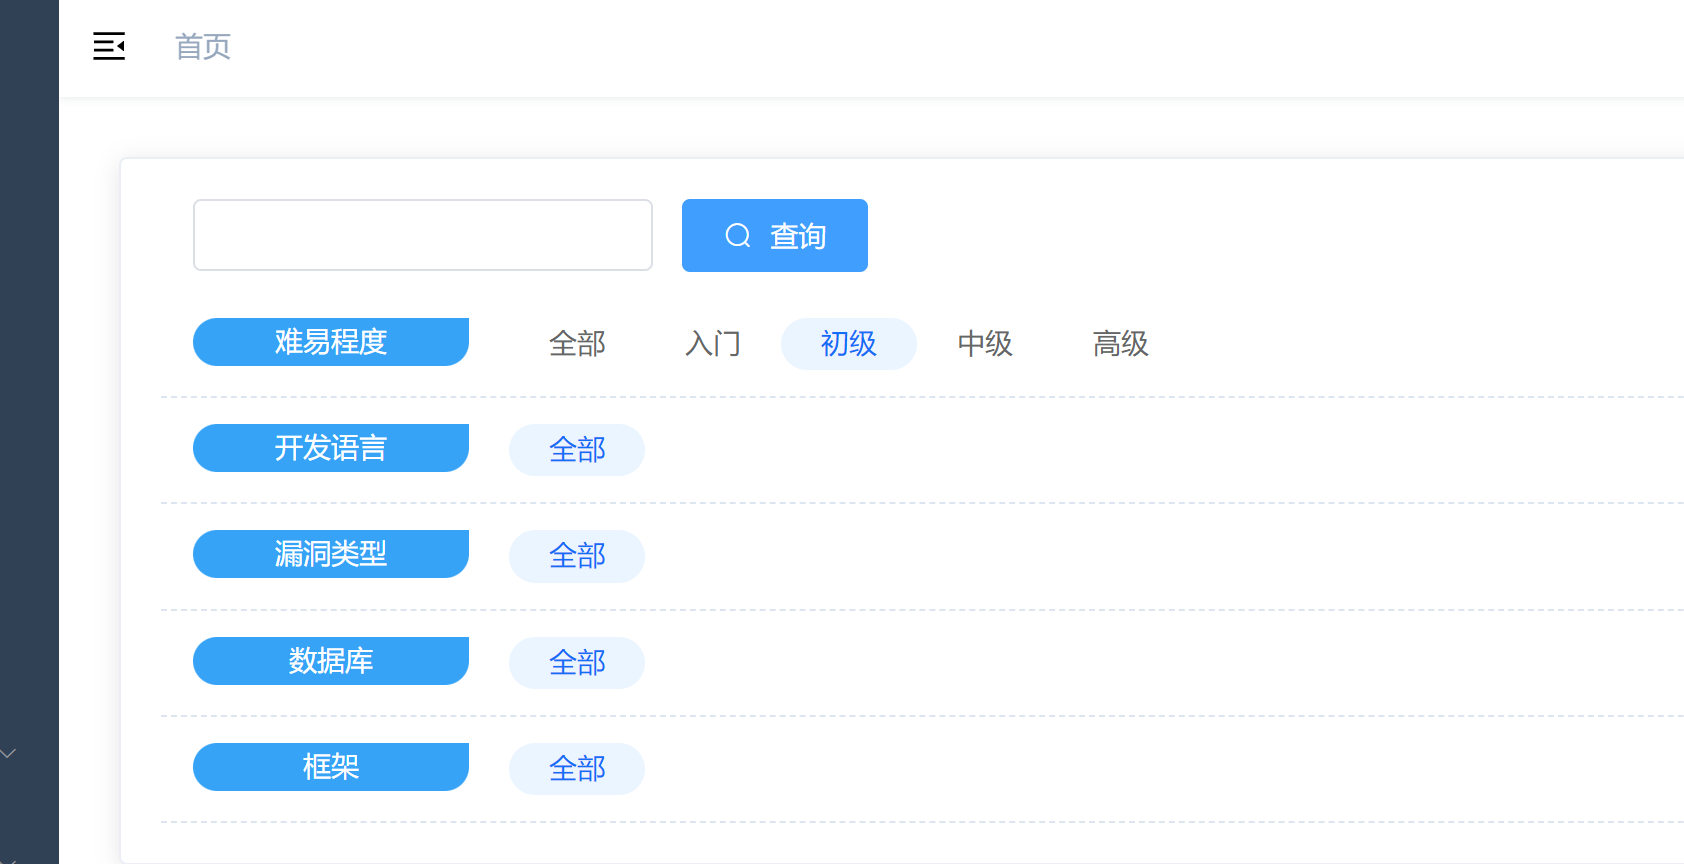 首页
查询
难易程度 全部 入门 初级 中级 高级
开发语言 全部
漏洞类型 全部
数据库 全部
框架 全部